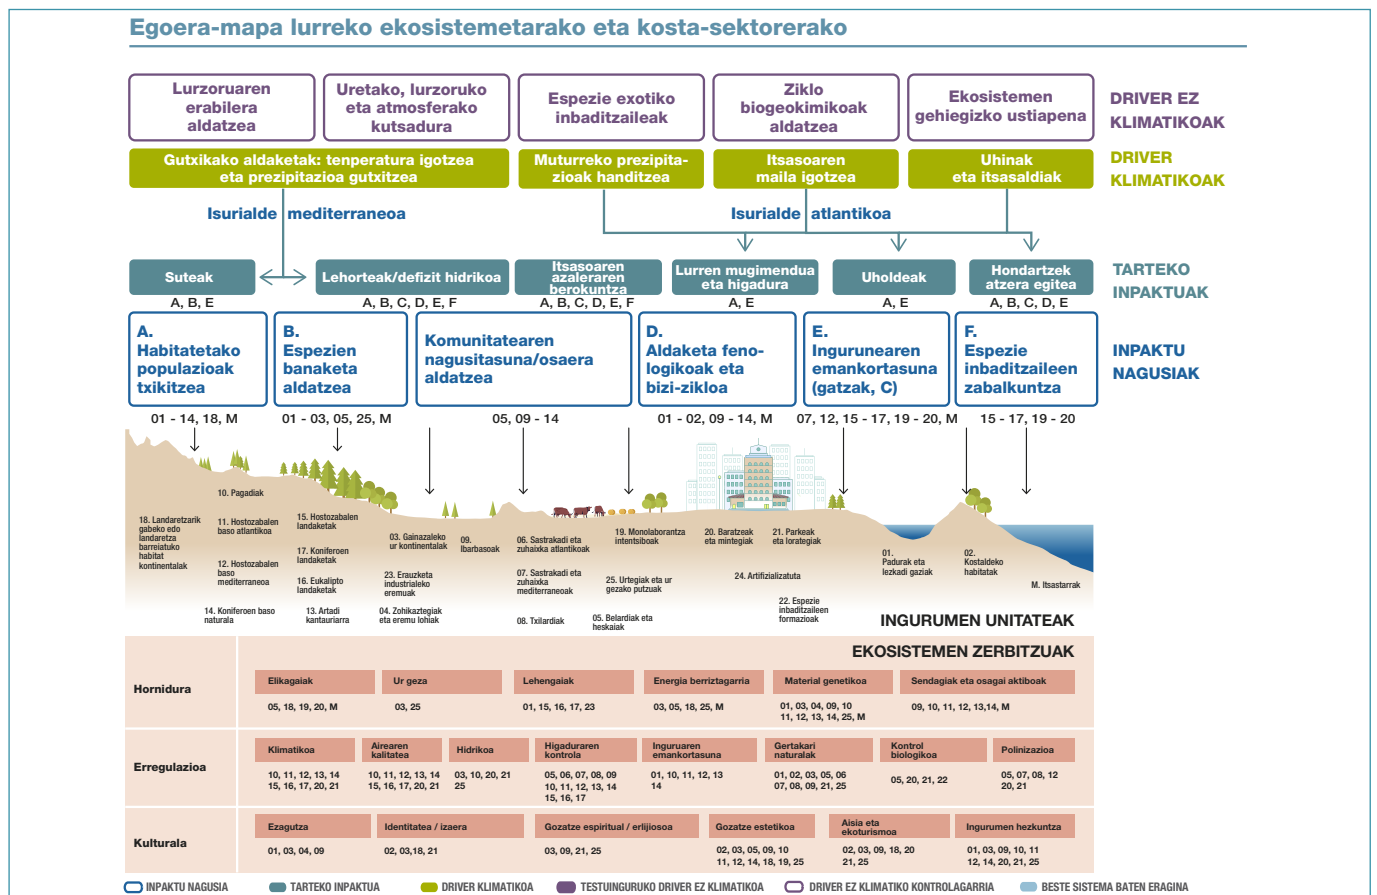 Egoera-mapa lurreko ekosistemetarako eta kosta-sektorerako
Lurzoruaren
erabilera
aldatzea
Uretako, lurzoruko
eta atmosferako
kutsadura
Espezie exotiko
inbaditzaileak
Ziklo
biogeokimikoak
aldatzea
Ekosistemen
gehiegizko ustiapena
DRIVER EZ
KLIMATIKOAK
Gutxikako aldaketak: tenperatura igotzea
eta prezipitazioa gutxitzea
Muturreko prezipita-
zioak handitzea
Itsasoaren
maila igotzea
Uhinak
eta itsasaldiak
DRIVER
KLIMATIKOAK
Isurialde mediterraneoa
Isurialde atlantikoa
Suteak
Lehorteak/defizit hidrikoa
Itsasoaren
azaleraren
berokuntza
Lurren mugimendua
eta higadura
Uholdeak
Hondartzek
atzera egitea
TARTEKO
INPAKTUAK
A, B, E
A, B, C, D, E, F
A, B, C, D, E, F
A, E
A, E
A, B, C, D, E
A.
Habitatetako
populazioak
txikitzea
B.
Espezien
banaketa
aldatzea
Komunitatearen
nagusitasuna/osaera
aldatzea
D.
Aldaketa feno-
logikoak eta
bizi-zikloa
E.
Ingurunearen
emankortasuna
(gatzak, C)
F.
Espezie
inbaditzaileen
zabalkuntza
INPAKTU
NAGUSIAK
01 - 14, 18, M
01 - 03, 05, 25, M
05, 09 - 14
01 - 02, 09 - 14, M
07, 12, 15 - 17, 19 - 20, M
15 - 17, 19 - 20
18. Landaretzarik
gabeko edo
landaretza
barreiatuko
habitat
kontinentalak
10. Pagadiak
11. Hostozabalen
baso atlantikoa
12. Hostozabalen
baso
mediterraneoa
14. Koniferoen baso
naturala
15. Hostozabalen
landaketak
17. Koniferoen
landaketak
16. Eukalipto
landaketak
13. Artadi
kantauriarra
03. Gainazaleko
ur kontinentalak
23. Erauzketa
industrialeko
eremuak
04. Zohikaztegiak
eta eremu lohiak
09.
Ibarbasoak
06. Sastrakadi eta
zuhaixka atlantikoak
07. Sastrakadi eta
zuhaixka
mediterraneoak
08. Txilardiak
19. Monolaborantza
intentsiboak
25. Urtegiak eta ur
gezako putzuak
05. Belardiak eta
heskaiak
20. Baratzeak
eta mintegiak
24. Artifizializatuta
21. Parkeak
eta lorategiak
22. Espezie
inbaditzaileen
formazioak
01.
Padurak eta
lezkadi gaziak
02.
Kostaldeko
habitatak
M. Itsastarrak
INGURUMEN UNITATEAK
EKOSISTEMEN ZERBITZUAK
Hornidura
Elikagaiak
Ur geza
Lehengaiak
Energia berriztagarria
Material genetikoa
Sendagiak eta osagai aktiboak
05, 18, 19, 20, M
03, 25
01, 15, 16, 17, 23
03, 05, 18, 25, M
01, 03, 04, 09, 10
11, 12, 13, 14, 25, M
09, 10, 11, 12, 13,14, M
Erregulazioa
Klimatikoa
Airearen
kalitatea
Hidrikoa
Higaduraren
kontrola
Inguruaren
emankortasuna
Gertakari
naturalak
Kontrol
biologikoa
Polinizazioa
10, 11, 12, 13, 14
15, 16, 17, 20, 21
10, 11, 12, 13, 14
15, 16, 17, 20, 21
03, 10, 20, 21
25
05, 06, 07, 08, 09
10, 11, 12, 13, 14
15, 16, 17
01, 10, 11, 12, 13
14
01, 02, 03, 05, 06
07, 08, 09, 21, 25
05, 20, 21, 22
05, 07, 08, 12
20, 21
Kulturala
Ezagutza
Identitatea / izaera
Gozatze espiritual / erlijiosoa
Gozatze estetikoa
Aisia eta
ekoturismoa
Ingurumen hezkuntza
01, 03, 04, 09
02, 03,18, 21
03, 09, 21, 25
02, 03, 05, 09, 10
11, 12, 14, 18, 19, 25
02, 03, 09, 18, 20
21, 25
01, 03, 09, 10, 11
12, 14, 20, 21, 25
INPAKTU NAGUSIA
TARTEKO INPAKTUA
DRIVER KLIMATIKOA
TESTUINGURUKO DRIVER EZ KLIMATIKOA
DRIVER EZ KLIMATIKO KONTROLAGARRIA
BESTE SISTEMA BATEN ERAGINA